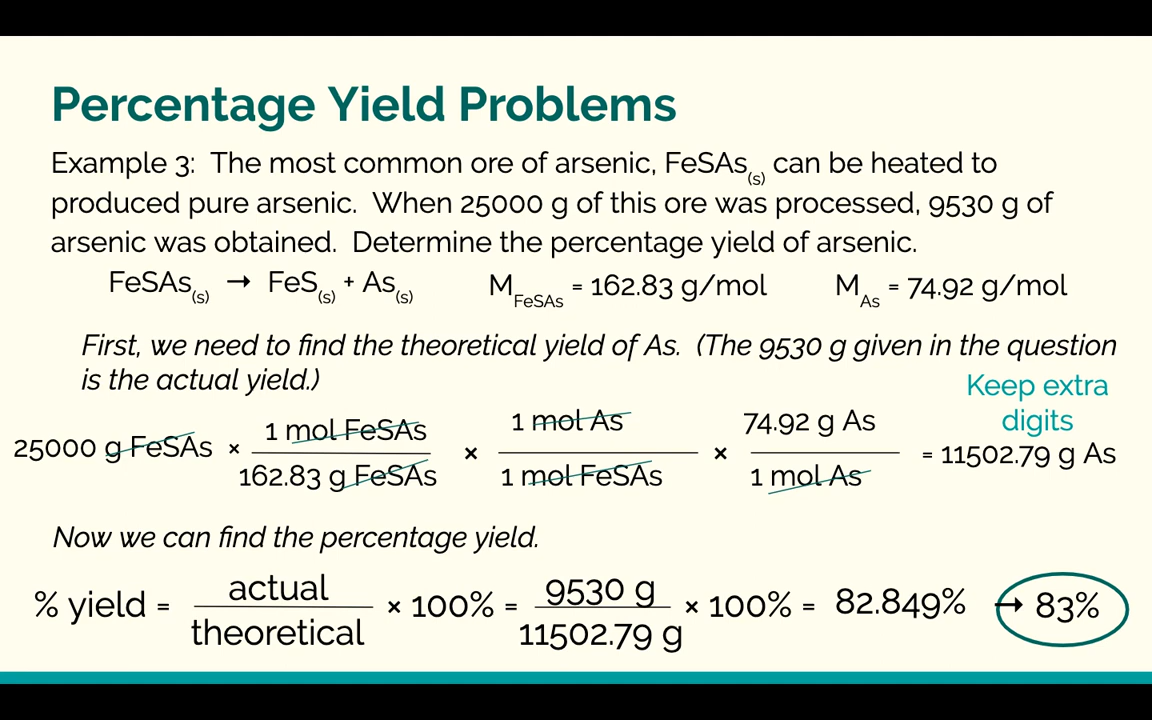 Percentage Yield Problems
Example 3: The most common ore of arsenic, FeSAs(s) can be heated to
produced pure arsenic. When 25000 g of this ore was processed, 9530 g of
arsenic was obtained. Determine the percentage yield of arsenic.
FeSAs(s) → FeS(s) + As(s) MFeSAs = 162.83 g/mol MAs = 74.92 g/mol
First, we need to find the theoretical yield of As. (The 9530 g given in the question
is the actual yield.)
Keep extra
digits
1 mol FeSAs 1 mol As 74.92 g As
25000 g FeSAs × × × = 11502.79 g As
162.83 g FeSAs 1 mol FeSAs 1 mol As
Now we can find the percentage yield.
actual 9530 g
% yield = × 100% = × 100% = 82.849% → 83%
theoretical 11502.79 g